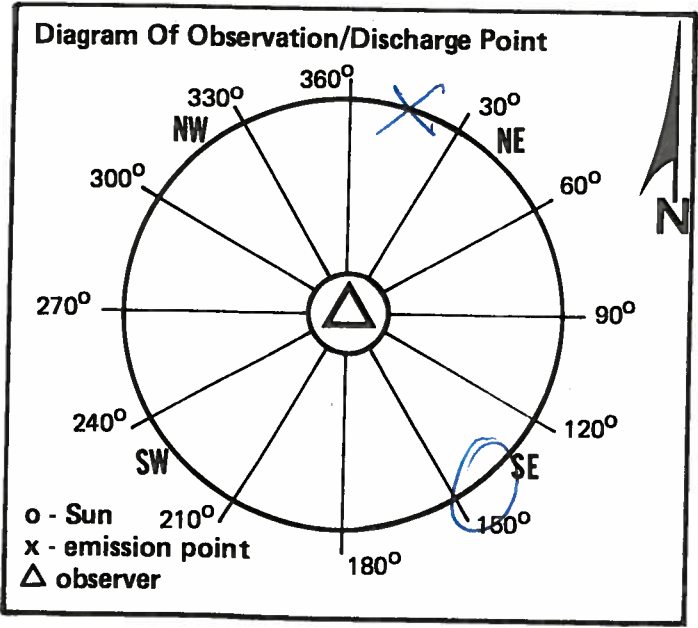 Diagram Of Observation/Discharge Point
360°
330° 30°
NW NE
300° 60°
N
270° 90°
240° 120°
SW SE
o - Sun 210° 150°
x - emission point
180°
△ observer